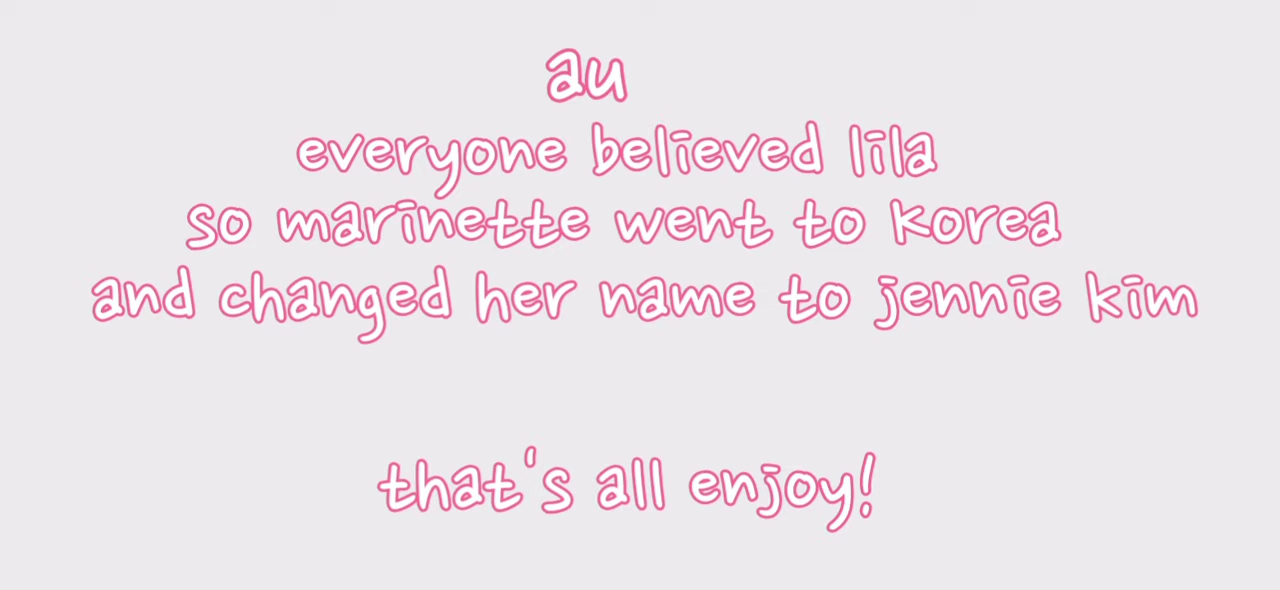 au
everyone believed lila
so marinette went to korea
and changed her name to jennie kim
that's all enjoy!